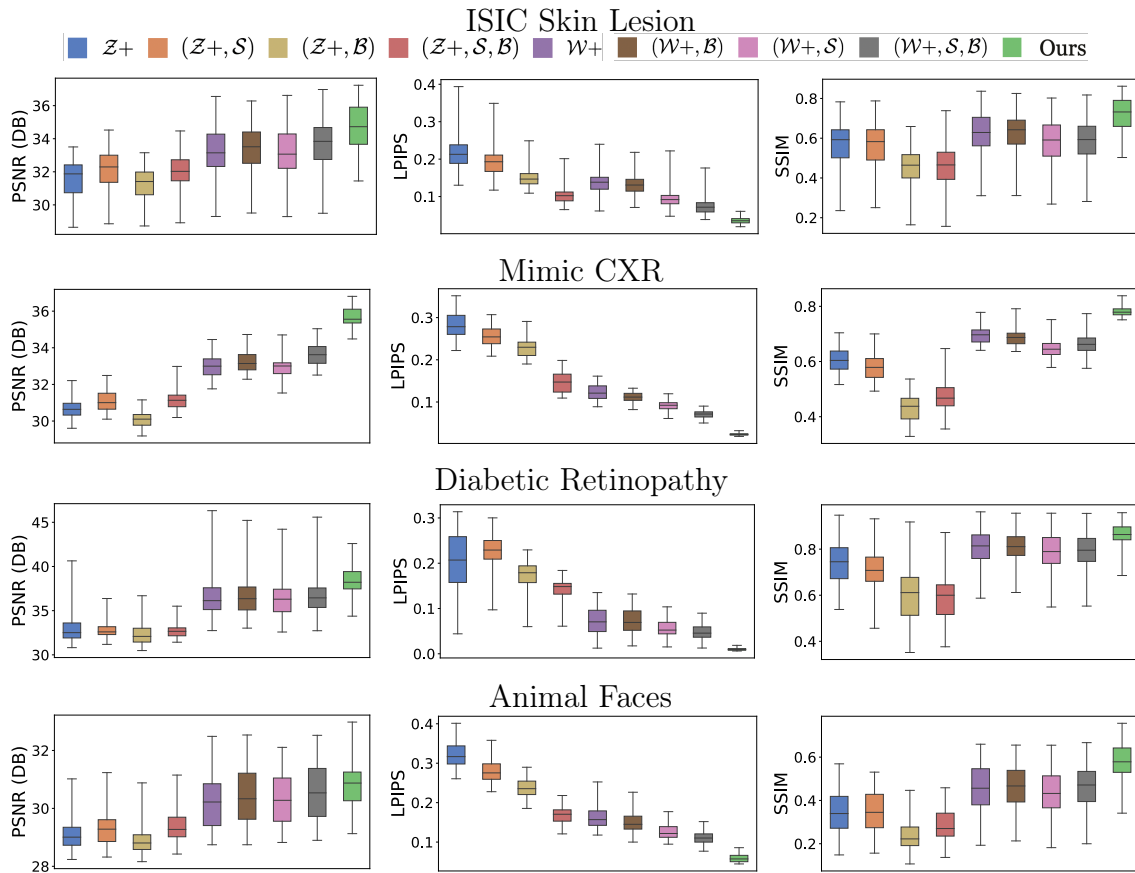 ISIC Skin Lesion
𝒵+ (𝒵+, 𝒮) (𝒵+, ℬ) (𝒵+, 𝒮, ℬ) 𝒲+ (𝒲+, ℬ) (𝒲+, 𝒮) (𝒲+, 𝒮, ℬ) Ours
PSNR (DB)
36
34
32
30
LPIPS
0.4
0.3
0.2
0.1
SSIM
0.8
0.6
0.4
0.2
Mimic CXR
PSNR (DB)
36
33
30
LPIPS
0.3
0.2
0.1
SSIM
0.8
0.6
0.4
Diabetic Retinopathy
PSNR (DB)
45
40
35
30
LPIPS
0.3
0.2
0.1
0.0
SSIM
0.8
0.6
0.4
Animal Faces
PSNR (DB)
32
30
28
LPIPS
0.4
0.3
0.2
0.1
SSIM
0.6
0.4
0.2